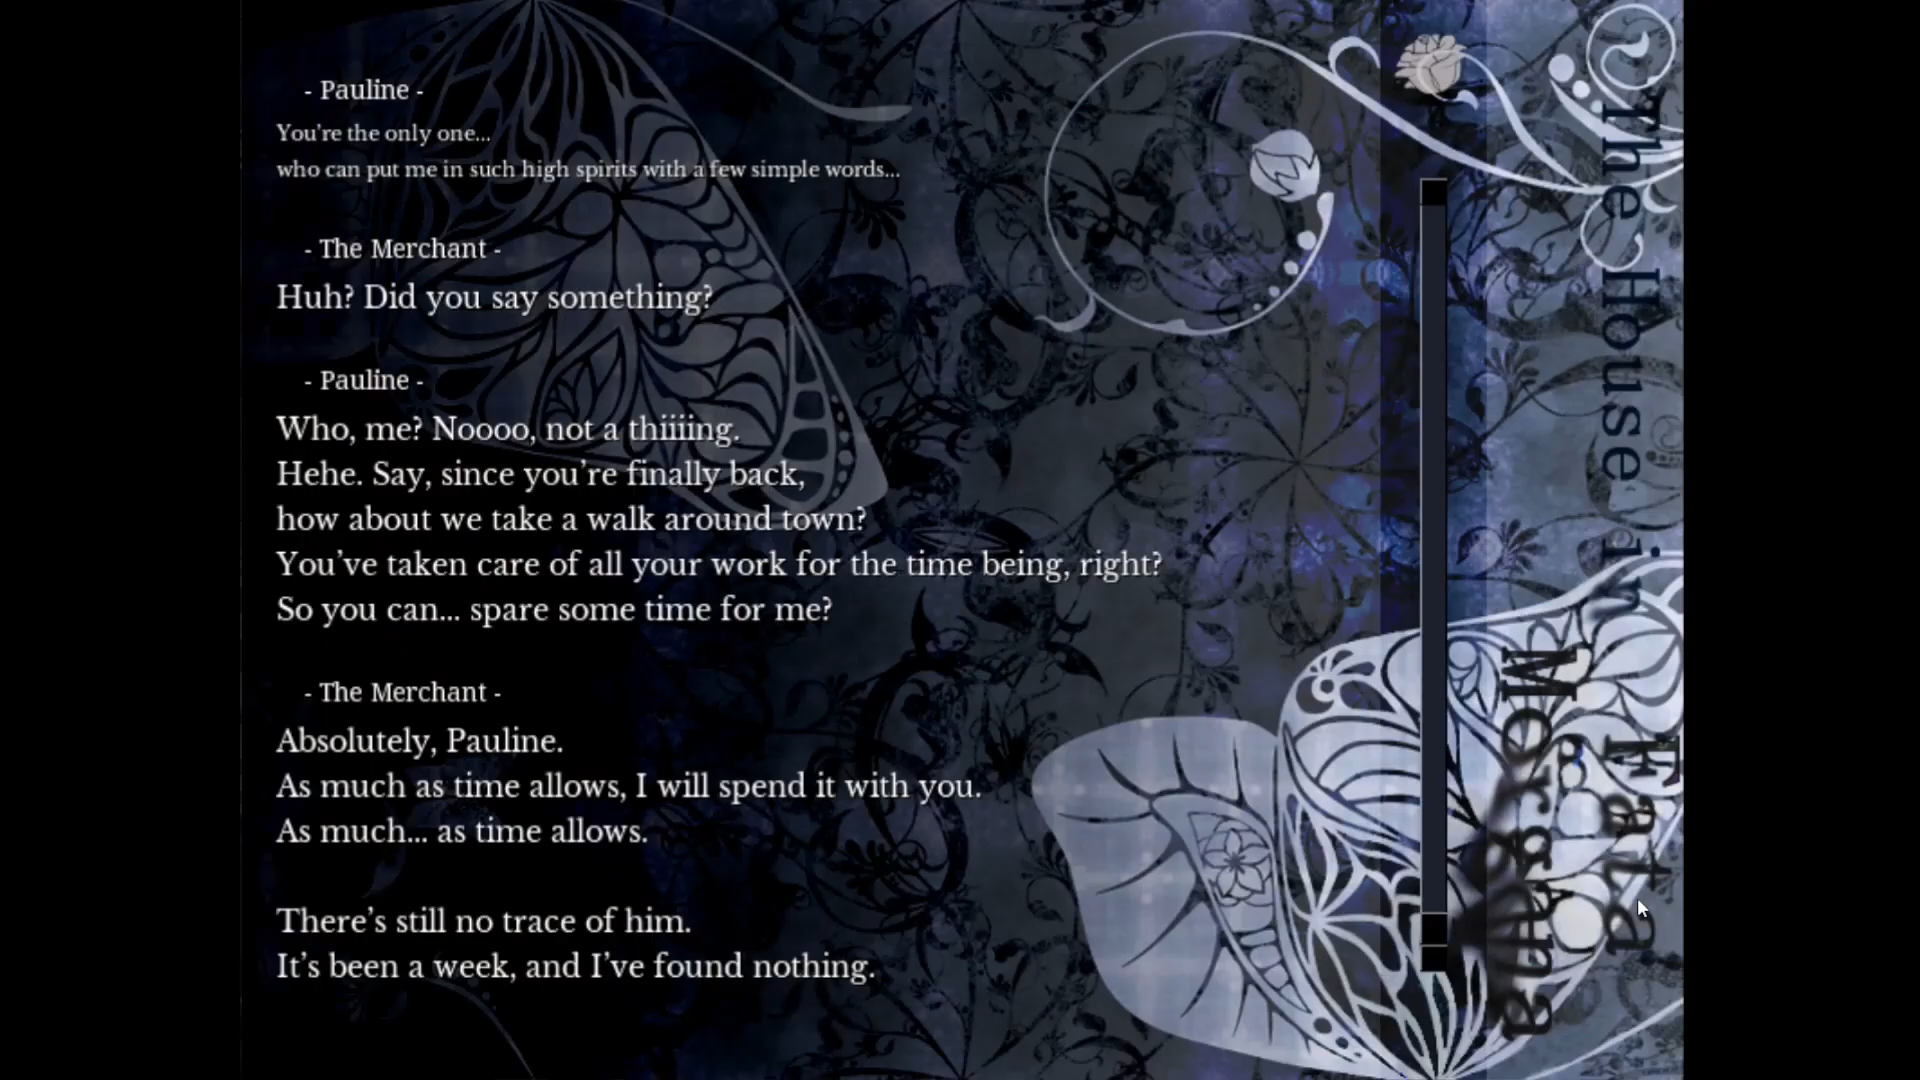 - Pauline -
You're the only one...
who can put me in such high spirits with a few simple words...
- The Merchant -
Huh? Did you say something?
- Pauline -
Who, me? Noooo, not a thiiiing.
Hehe. Say, since you're finally back,
how about we take a walk around town?
You've taken care of all your work for the time being, right?
So you can... spare some time for me?
- The Merchant -
Absolutely, Pauline.
As much as time allows, I will spend it with you.
As much... as time allows.
There's still no trace of him.
It's been a week, and I've found nothing.
The House in Fata
Morgana